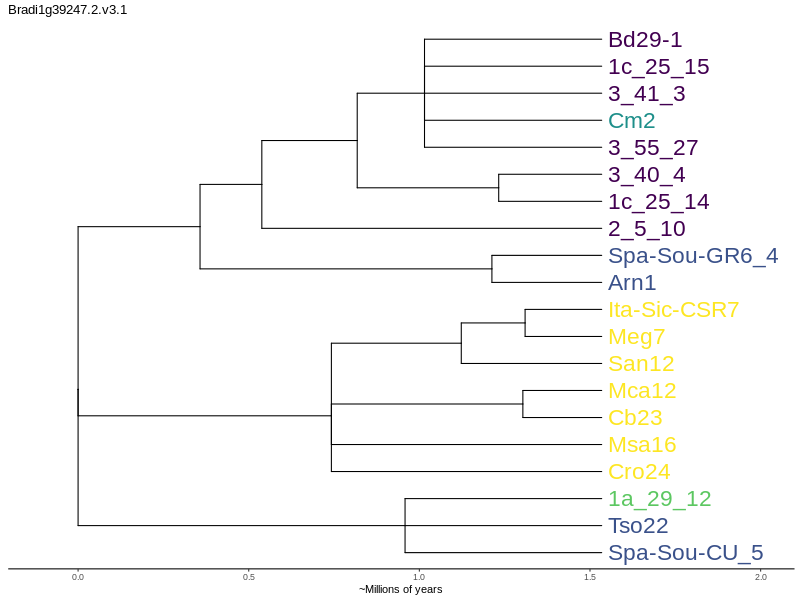 Bradi1g39247.2.v3.1
Bd29-1
1c_25_15
3_41_3
Cm2
3_55_27
3_40_4
1c_25_14
2_5_10
Spa-Sou-GR6_4
Arn1
Ita-Sic-CSR7
Meg7
San12
Mca12
Cb23
Msa16
Cro24
1a_29_12
Tso22
Spa-Sou-CU_5
0.0 0.5 1.0 1.5 2.0
~Millions of years